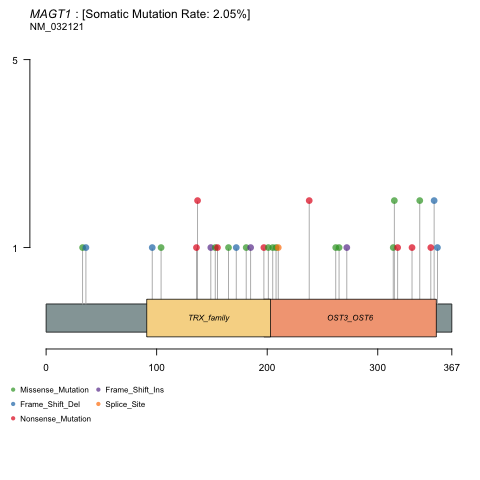 MAGT1 : [Somatic Mutation Rate: 2.05%]
NM_032121
5
1
TRX_family
OST3_OST6
0
100
200
300
367
Missense_Mutation
Frame_Shift_Ins
Frame_Shift_Del
Splice_Site
Nonsense_Mutation